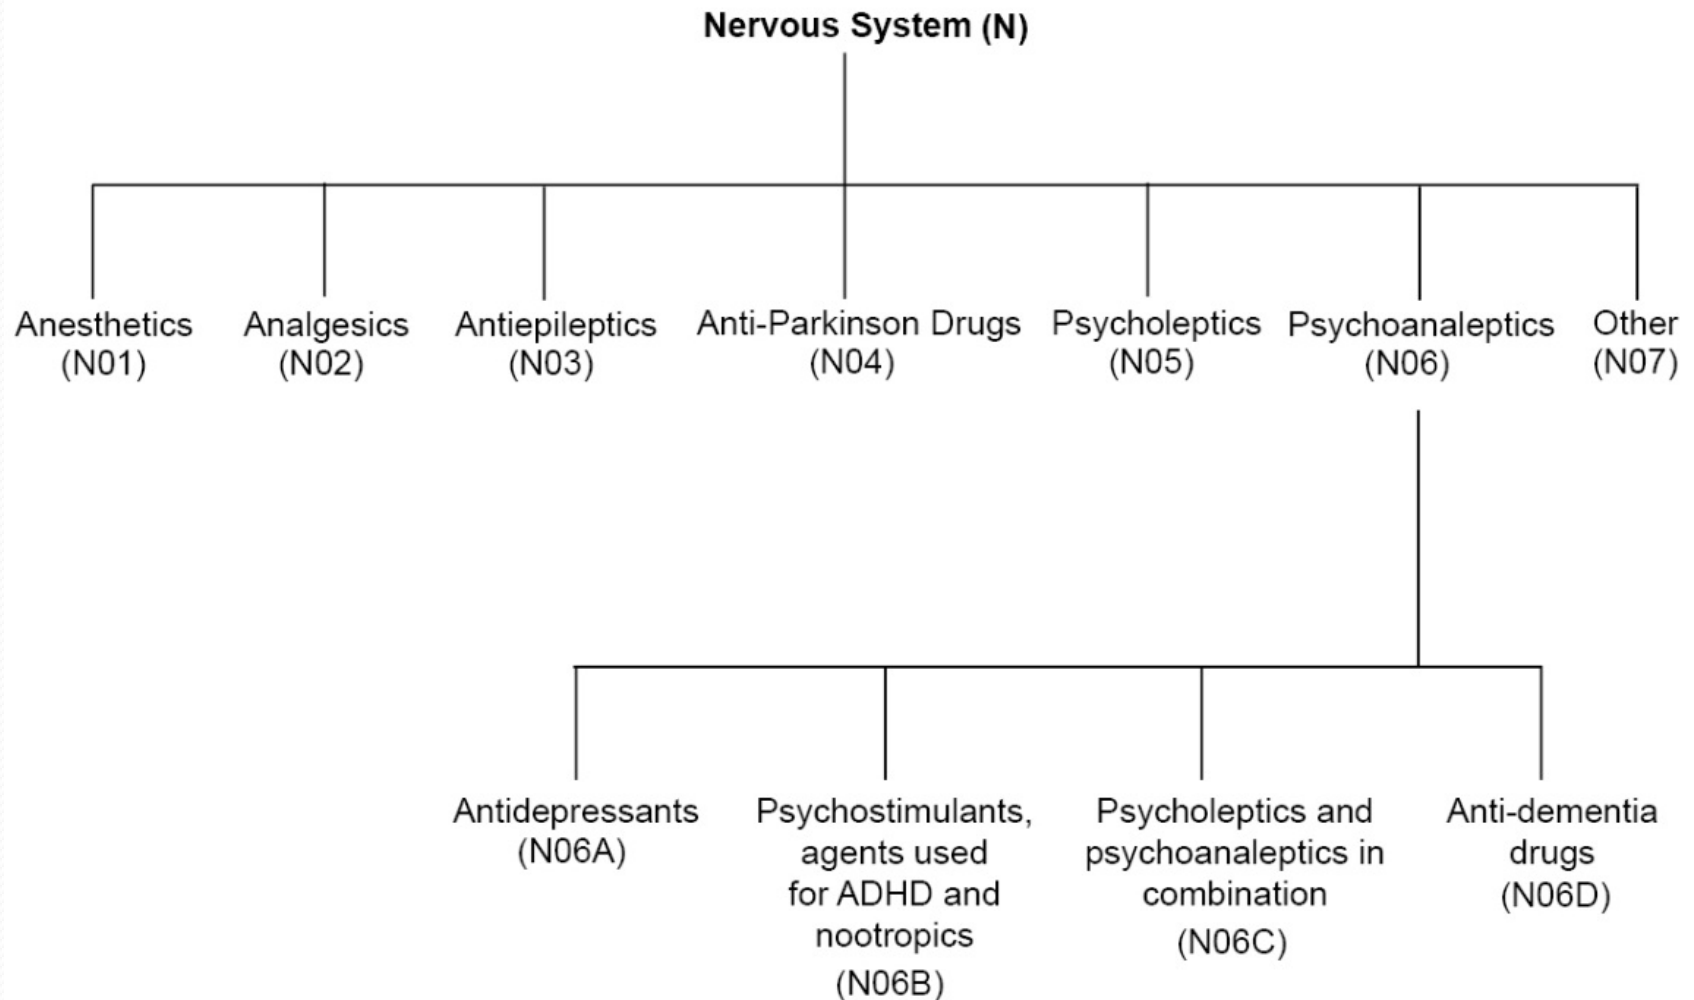 Nervous System (N)
Anesthetics
(N01)
Analgesics
(N02)
Antiepileptics
(N03)
Anti-Parkinson Drugs
(N04)
Psycholeptics
(N05)
Psychoanaleptics
(N06)
Other
(N07)
Antidepressants
(N06A)
Psychostimulants,
agents used
for ADHD and
nootropics
(N06B)
Psycholeptics and
psychoanaleptics in
combination
(N06C)
Anti-dementia
drugs
(N06D)